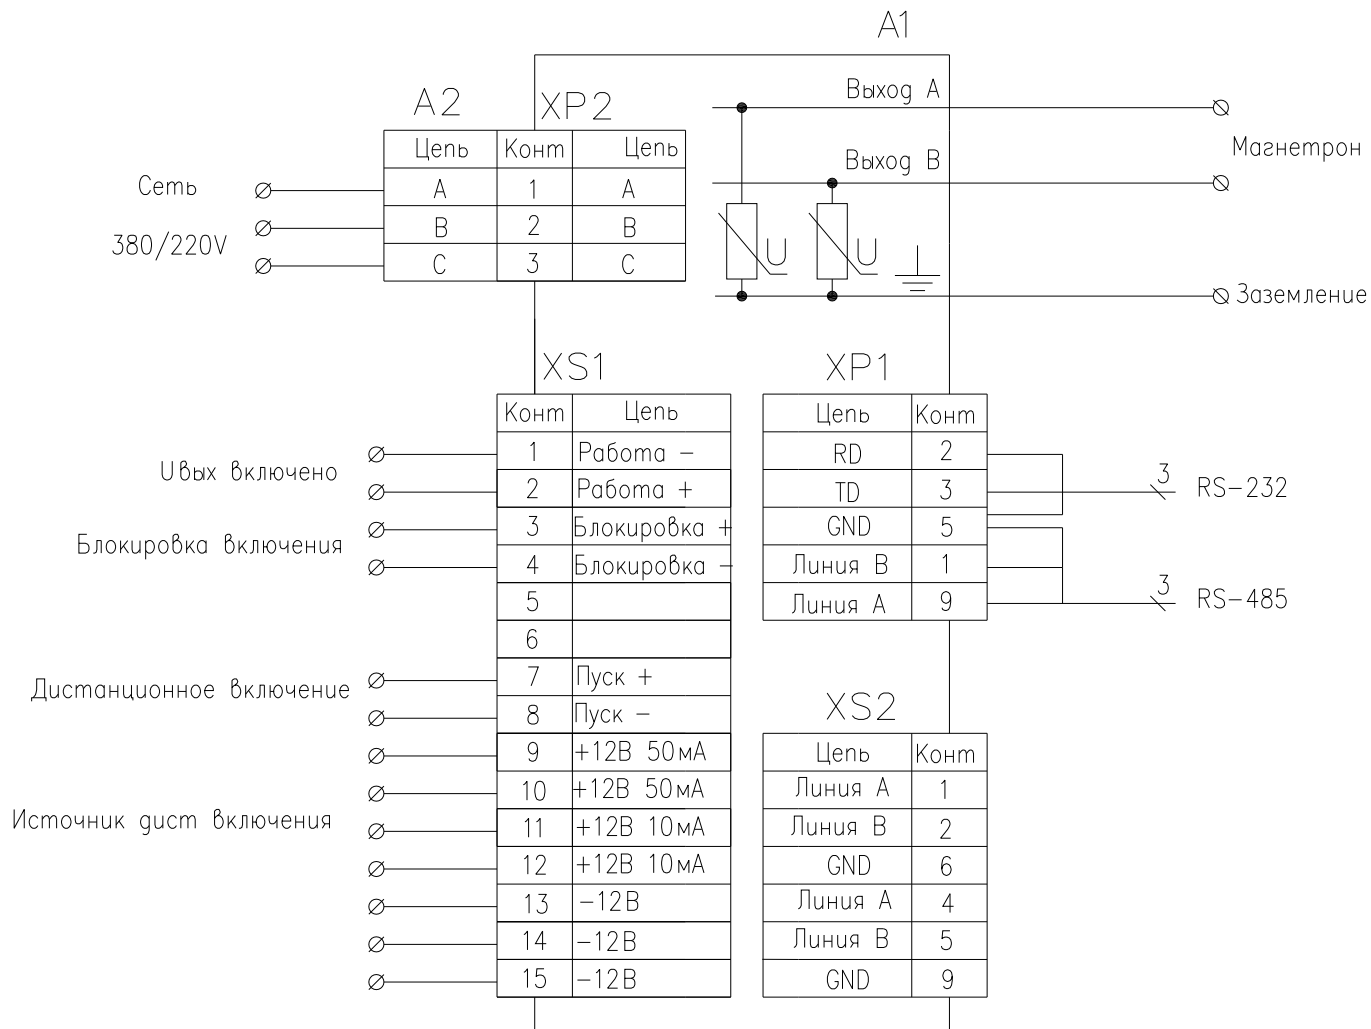 A1
A2 XP2
Цепь Конт Цепь
A 1 A
B 2 B
C 3 C
Сеть
380/220V
Выход А
Выход В
Магнетрон
U U
Заземление
XS1
Конт Цепь
1 Работа –
2 Работа +
3 Блокировка +
4 Блокировка –
5
6
7 Пуск +
8 Пуск –
9 +12В 50мА
10 +12В 50мА
11 +12В 10мА
12 +12В 10мА
13 –12В
14 –12В
15 –12В
Uвых включено
Блокировка включения
Дистанционное включение
Источник дист включения
XP1
Цепь Конт
RD 2
TD 3
GND 5
Линия В 1
Линия А 9
3 RS–232
3 RS–485
XS2
Цепь Конт
Линия А 1
Линия В 2
GND 6
Линия А 4
Линия В 5
GND 9